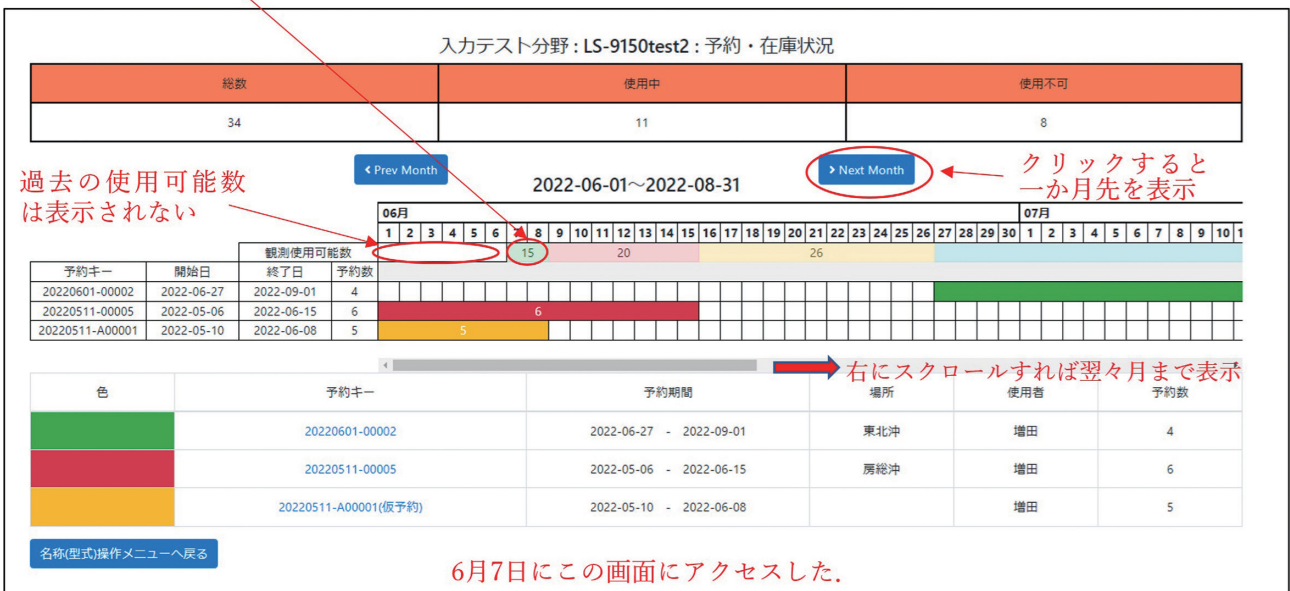 入力テスト分野 : LS-9150test2 : 予約・在庫状況
総数 使用中 使用不可
34 11 8
Prev Month
2022-06-01～2022-08-31
Next Month
クリックすると
一か月先を表示
過去の使用可能数
は表示されない
06月 07月
1 2 3 4 5 6 8 9 10 11 12 13 14 15 16 17 18 19 20 21 22 23 24 25 26 27 28 29 30 1 2 3 4 5 6 7 8 9 10 1
観測使用可能数 15 20 26
予約キー 開始日 終了日 予約数
20220601-00002 2022-06-27 2022-09-01 4
20220511-00005 2022-05-06 2022-06-15 6 6
20220511-A00001 2022-05-10 2022-06-08 5 5
右にスクロールすれば翌々月まで表示
色 予約キー 予約期間 場所 使用者 予約数
20220601-00002 2022-06-27 - 2022-09-01 東北沖 増田 4
20220511-00005 2022-05-06 - 2022-06-15 房総沖 増田 6
20220511-A00001(仮予約) 2022-05-10 - 2022-06-08 増田 5
名称(型式)操作メニューへ戻る
6月7日にこの画面にアクセスした.